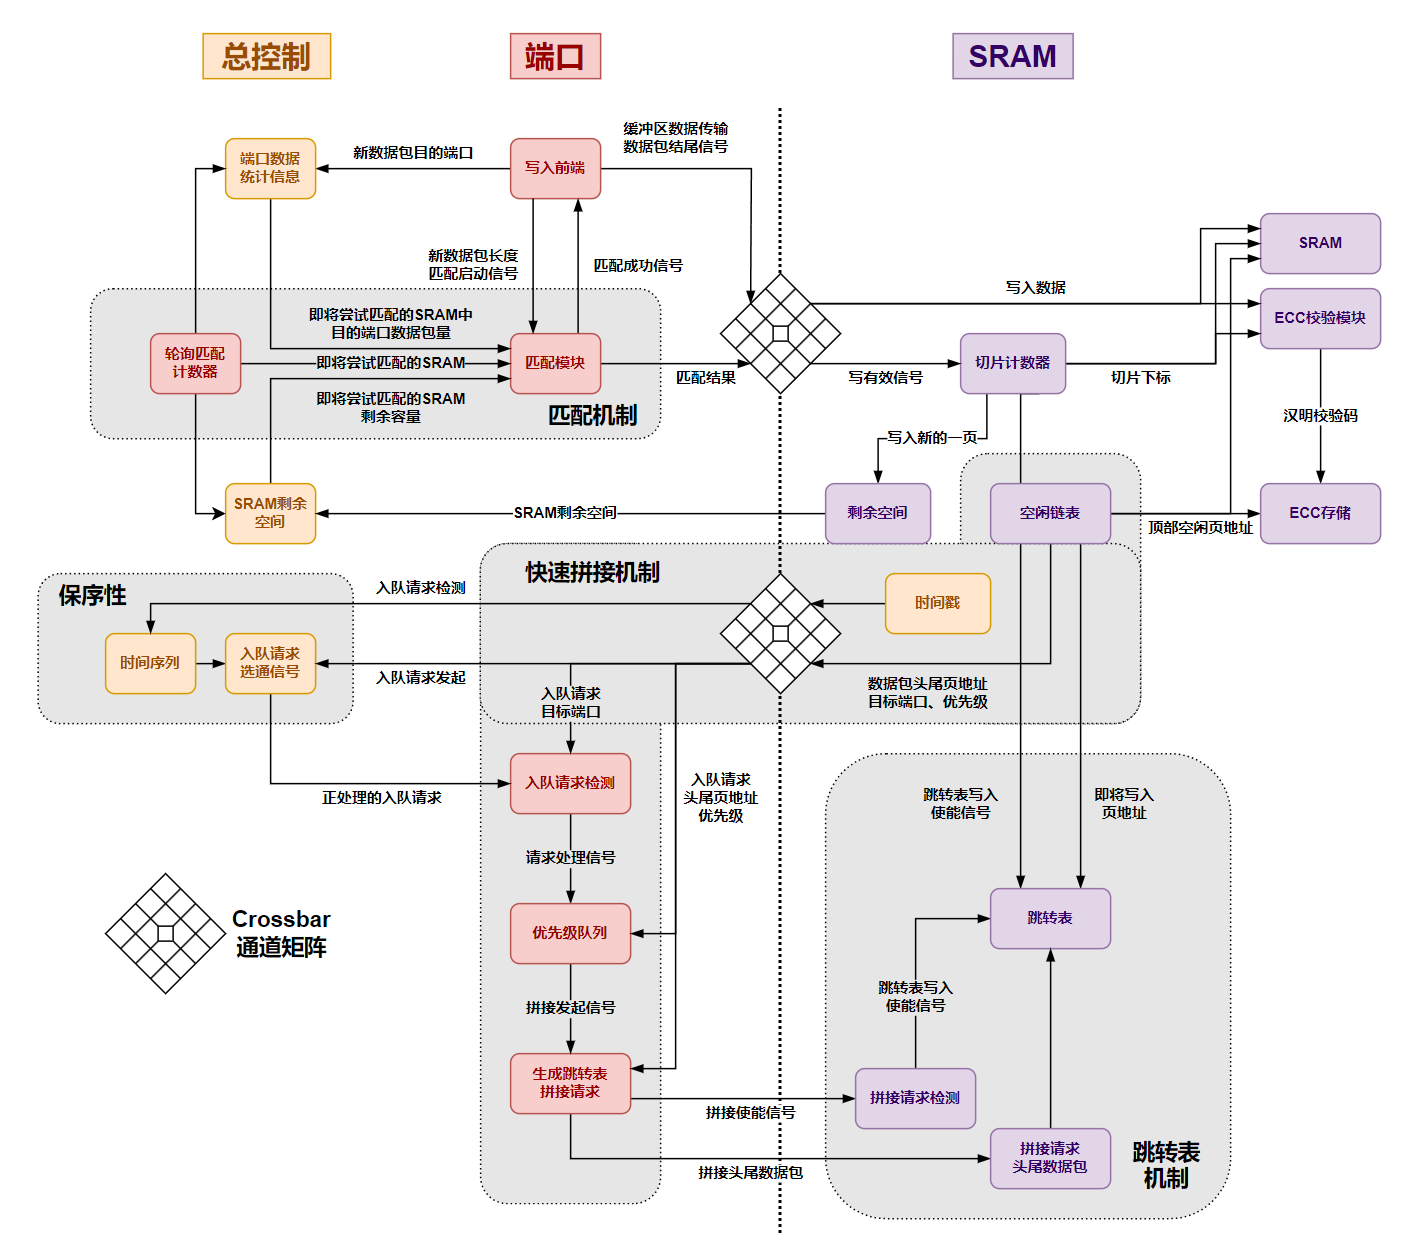 总控制
端口
SRAM
缓冲区数据传输
数据包结尾信号
新数据包目的端口
端口数据
统计信息
写入前端
新数据包长度
匹配启动信号
匹配成功信号
SRAM
写入数据
ECC校验模块
即将尝试匹配的SRAM中
目的端口数据包量
轮询匹配
计数器
即将尝试匹配的SRAM
匹配模块
匹配结果
写有效信号
切片计数器
切片下标
即将尝试匹配的SRAM
剩余容量
匹配机制
汉明校验码
写入新的一页
SRAM剩余
空间
SRAM剩余空间
剩余空间
空闲链表
顶部空闲页地址
ECC存储
快速拼接机制
保序性
入队请求检测
时间戳
时间序列
入队请求
选通信号
入队请求发起
入队请求
目标端口
数据包头尾页地址
目标端口、优先级
入队请求检测
正处理的入队请求
入队请求
头尾页地址
优先级
跳转表写入
使能信号
即将写入
页地址
请求处理信号
Crossbar
通道矩阵
优先级队列
跳转表
跳转表写入
使能信号
拼接发起信号
生成跳转表
拼接请求
拼接使能信号
拼接请求检测
拼接请求
头尾数据包
拼接头尾数据包
跳转表
机制